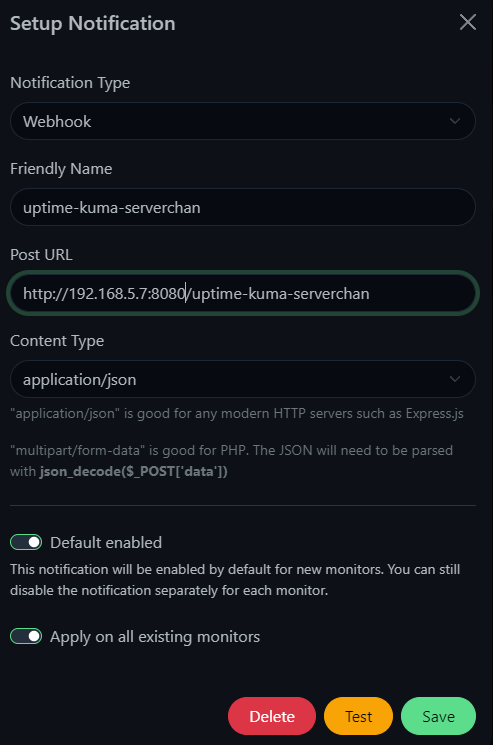 Setup Notification
Notification Type
Webhook
Friendly Name
uptime-kuma-serverchan
Post URL
http://192.168.5.7:8080/uptime-kuma-serverchan
Content Type
application/json
"application/json" is good for any modern HTTP servers such as Express.js
"multipart/form-data" is good for PHP. The JSON will need to be parsed
with json_decode($_POST['data'])
Default enabled
This notification will be enabled by default for new monitors. You can still
disable the notification separately for each monitor.
Apply on all existing monitors
Delete Test Save